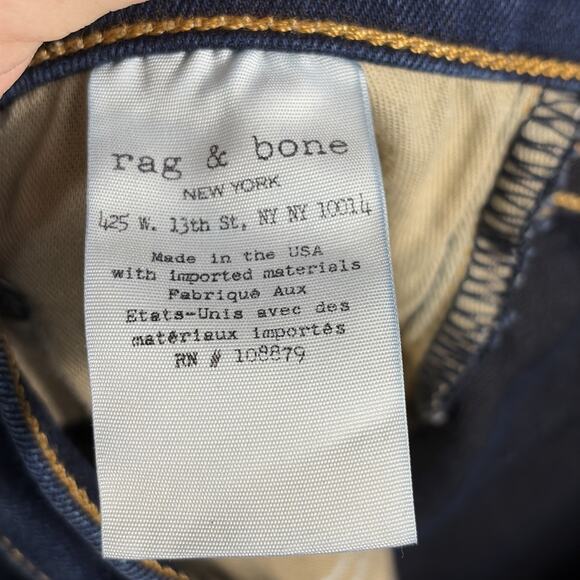 rag & bone
NEW YORK
425 W. 13th St, NY NY 10014
Made in the USA
with imported materials
Fabriqué Aux
Etats-Unis avec des
matériaux importés
RN # 108879